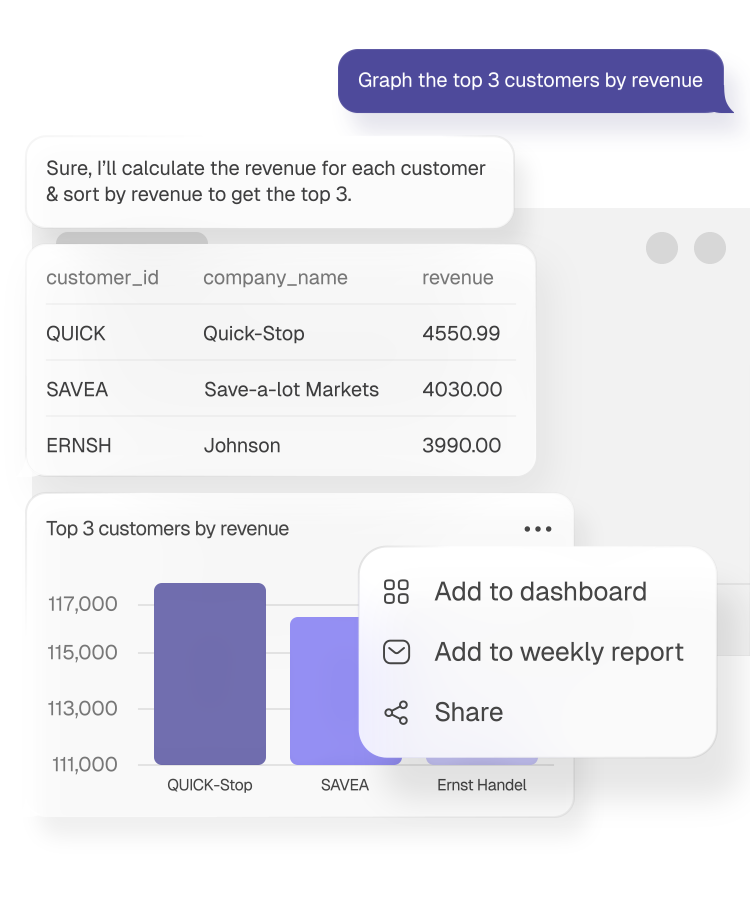 Graph the top 3 customers by revenue
Sure, I’ll calculate the revenue for each customer
& sort by revenue to get the top 3.
customer_id company_name revenue
QUICK Quick-Stop 4550.99
SAVEA Save-a-lot Markets 4030.00
ERNSH Johnson 3990.00
Top 3 customers by revenue
Add to dashboard
Add to weekly report
Share
117,000
115,000
113,000
111,000
QUICK-Stop SAVEA Ernst Handel